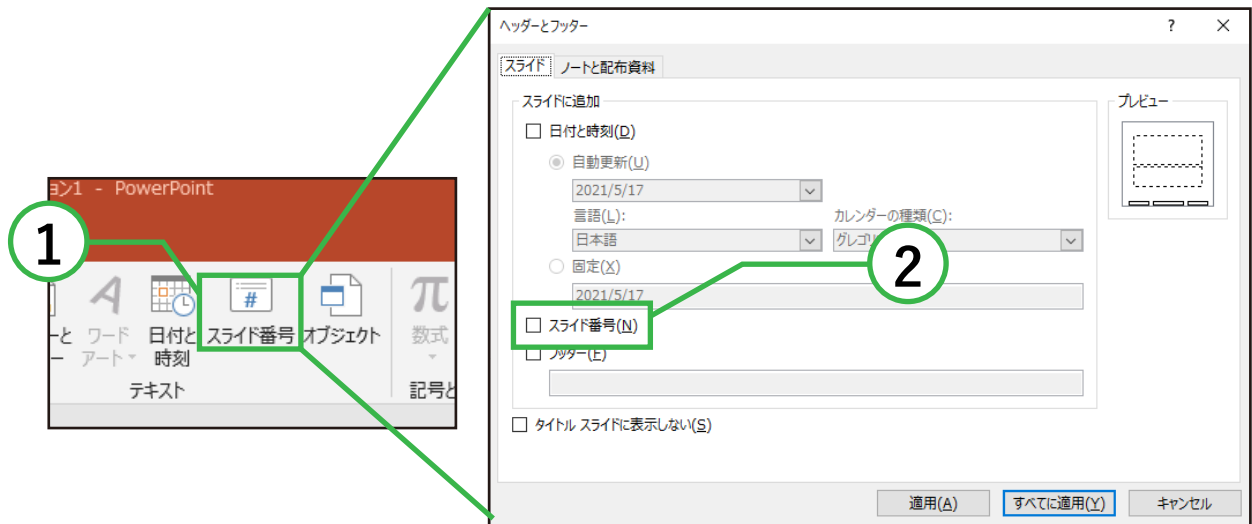 ョン1 - PowerPoint
1
#
π
ーと
ー
ワード
アート
日付と
時刻
スライド番号
オブジェクト
数式
テキスト
記号と
ヘッダーとフッター
?
スライド
ノートと配布資料
スライドに追加
プレビュー
日付と時刻(D)
自動更新(U)
2021/5/17
言語(L):
カレンダーの種類(C):
日本語
グレゴリ
2
固定(X)
2021/5/17
スライド番号(N)
フッター(F)
タイトル スライドに表示しない(S)
適用(A)
すべてに適用(Y)
キャンセル